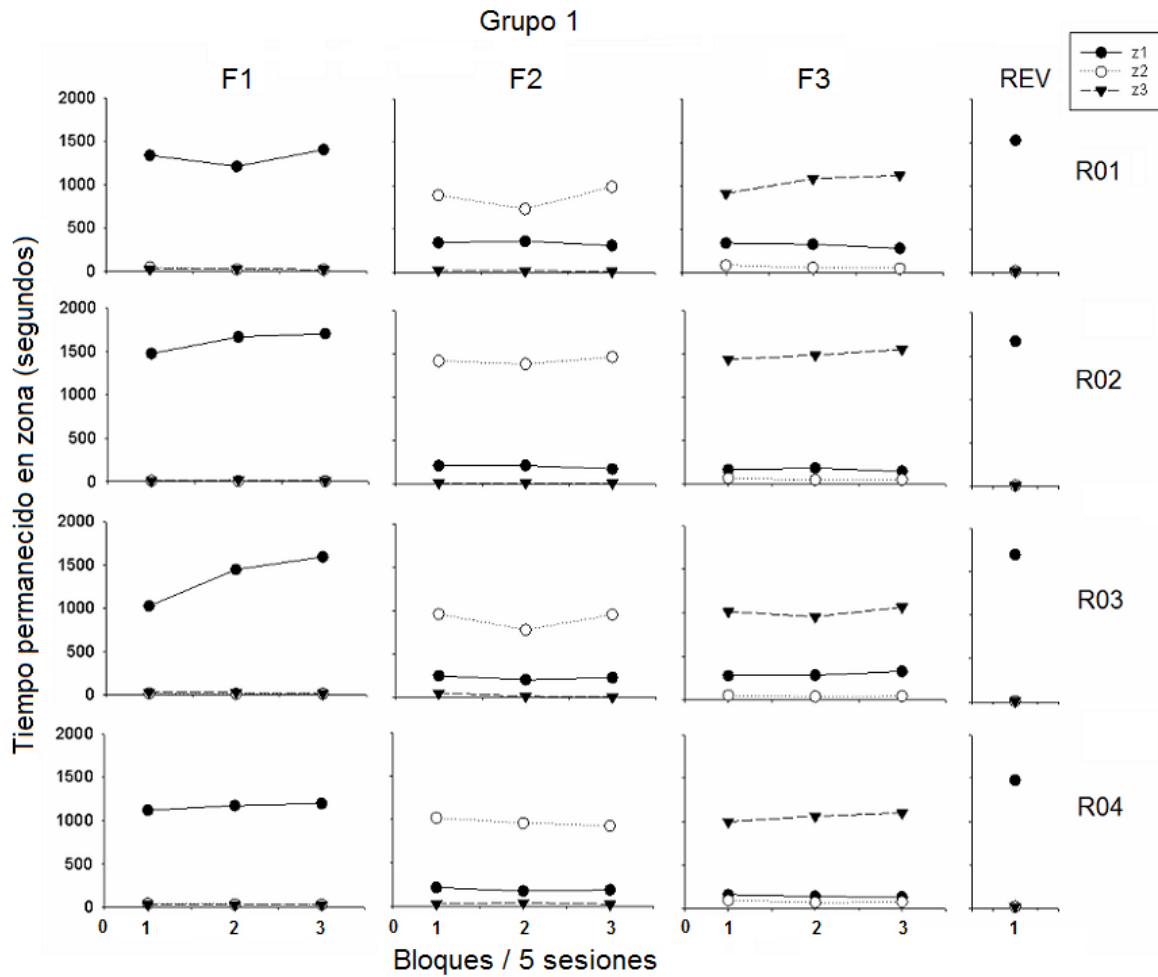 Grupo 1
F1 F2 F3 REV
z1
z2
z3
Tiempo permanecido en zona (segundos)
2000
1500
1000
500
0
R01
2000
1500
1000
500
0
R02
2000
1500
1000
500
0
R03
2000
1500
1000
500
0
R04
0 1 2 3 0 1 2 3 0 1 2 3 0 1
Bloques / 5 sesiones